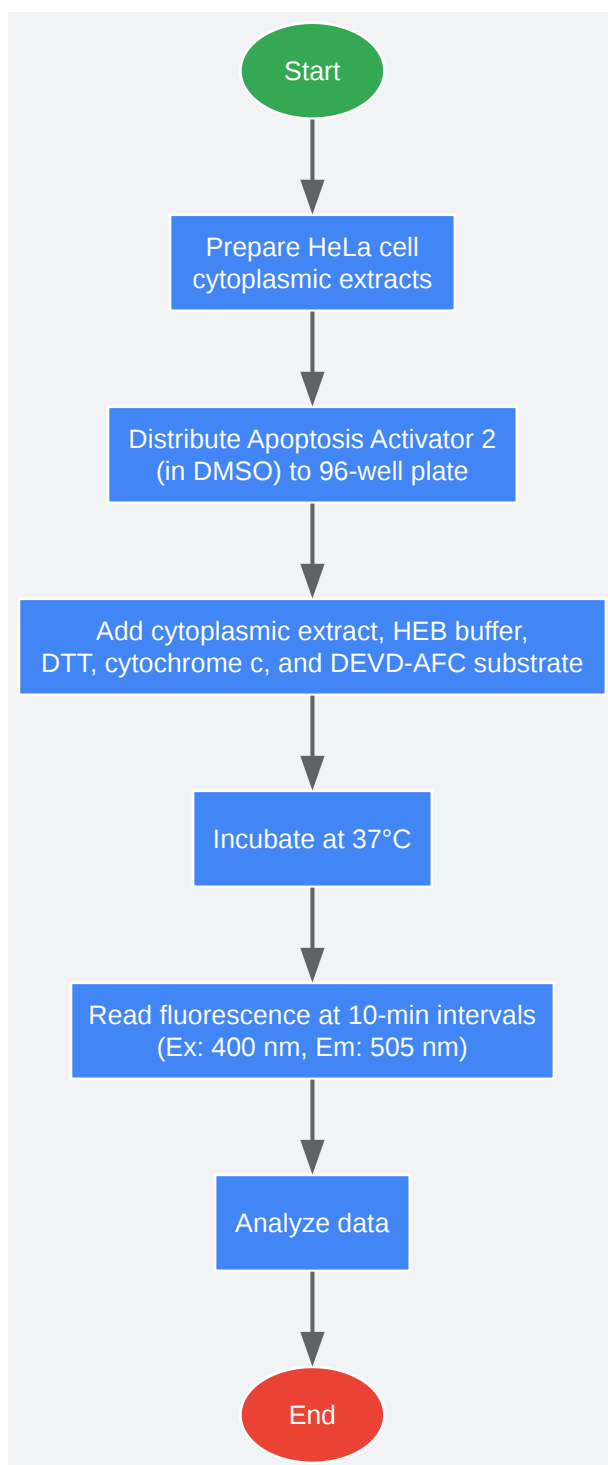 Start
Prepare HeLa cell
cytoplasmic extracts
Distribute Apoptosis Activator 2
(in DMSO) to 96-well plate
Add cytoplasmic extract, HEB buffer,
DTT, cytochrome c, and DEVD-AFC substrate
Incubate at 37°C
Read fluorescence at 10-min intervals
(Ex: 400 nm, Em: 505 nm)
Analyze data
End